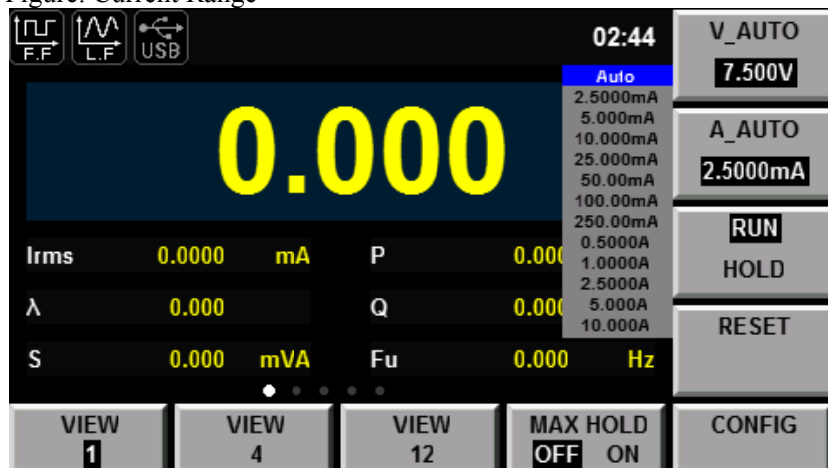 Figure: Current Range
F.F L.F USB 02:44
V_AUTO
7.500V
Auto
2.5000mA
5.000mA
10.000mA
25.000mA
50.00mA
100.00mA
250.00mA
0.5000A
1.0000A
2.5000A
5.000A
10.000A
0.000
A_AUTO
2.5000mA
RUN
HOLD
RESET
Irms 0.0000 mA P 0.000
λ 0.000 Q 0.000
S 0.000 mVA Fu 0.000 Hz
VIEW
1
VIEW
4
VIEW
12
MAX HOLD
OFF ON
CONFIG